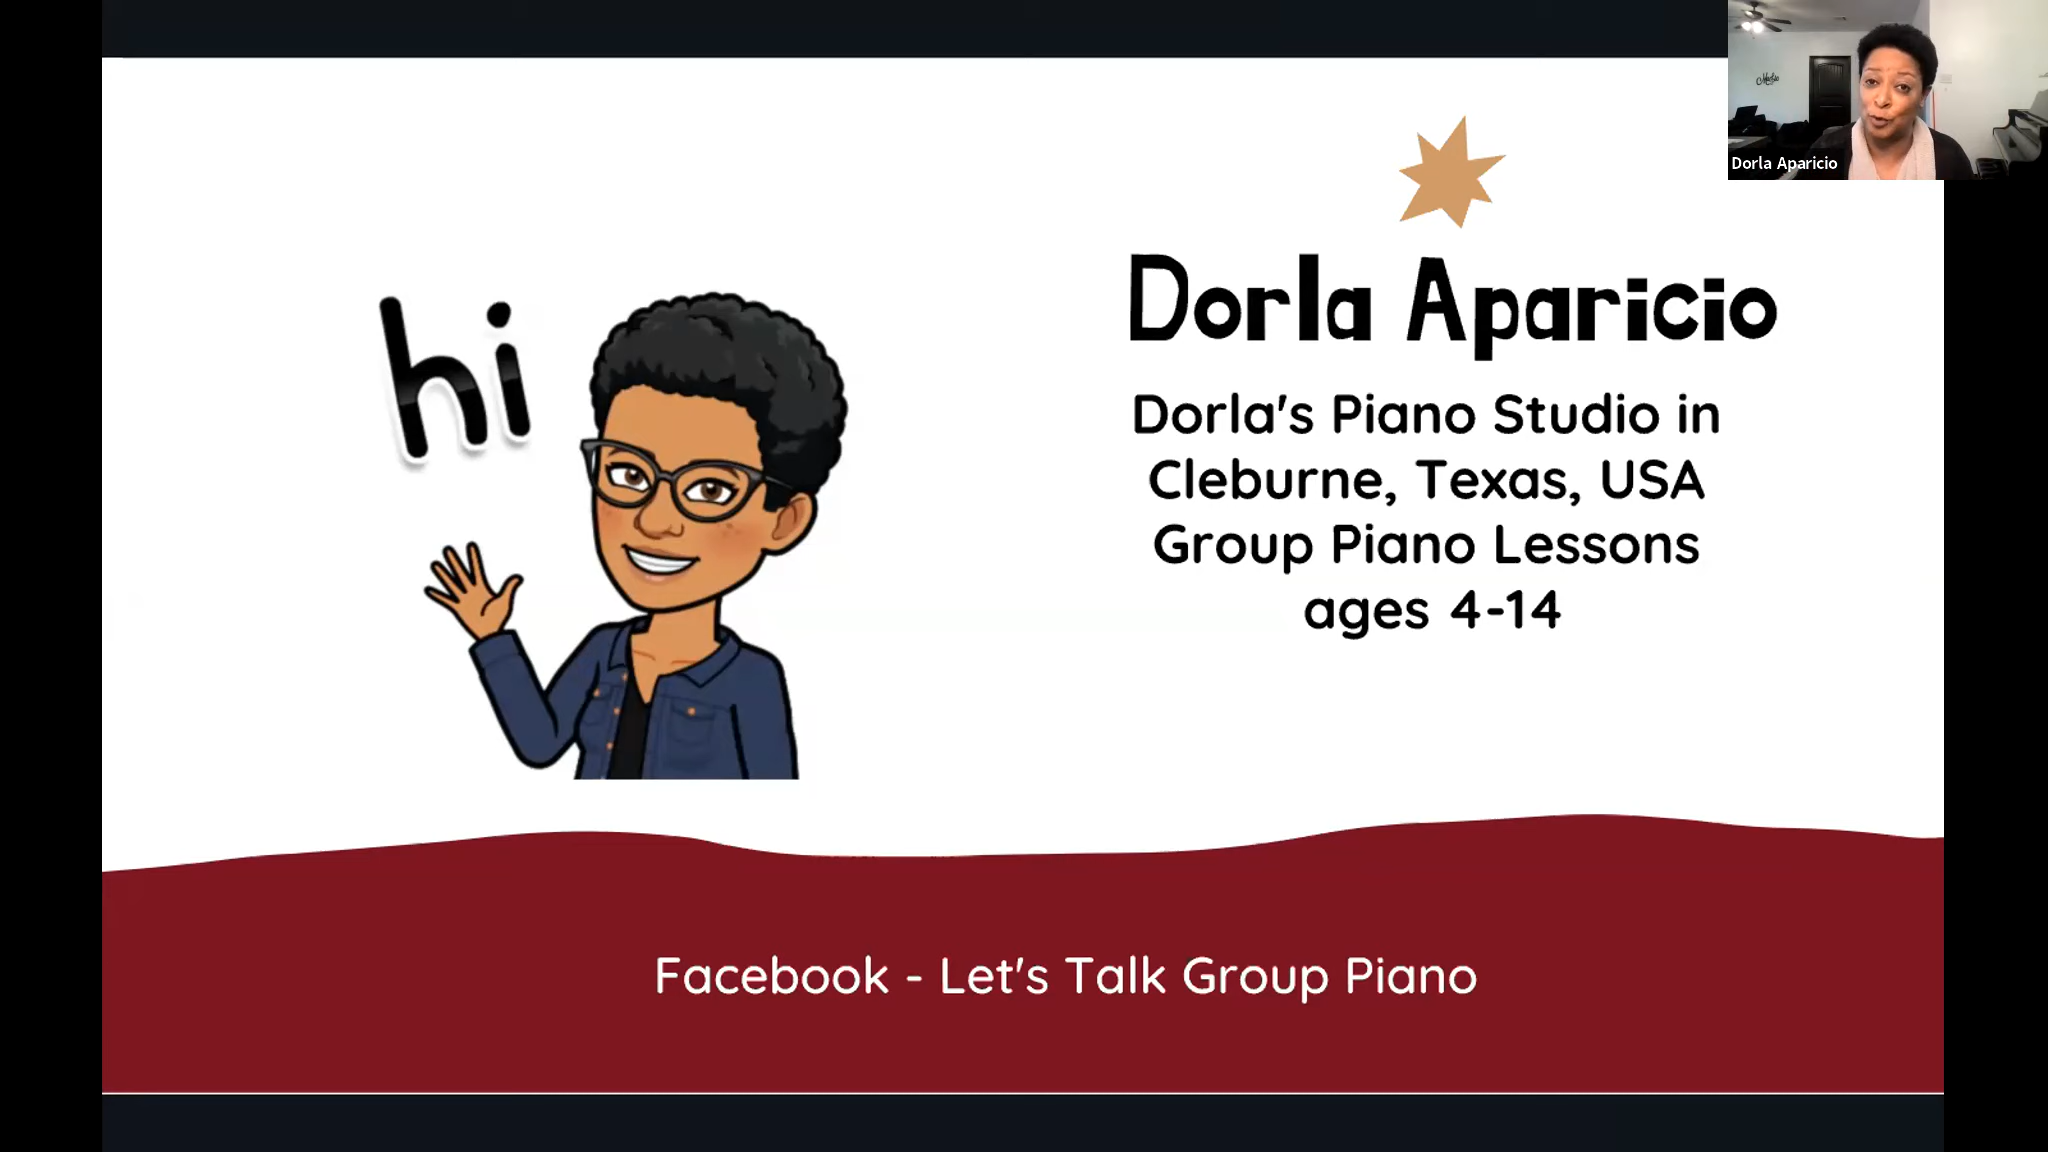 Dorla Aparicio
hi
Dorla Aparicio
Dorla's Piano Studio in
Cleburne, Texas, USA
Group Piano Lessons
ages 4-14
Facebook - Let's Talk Group Piano